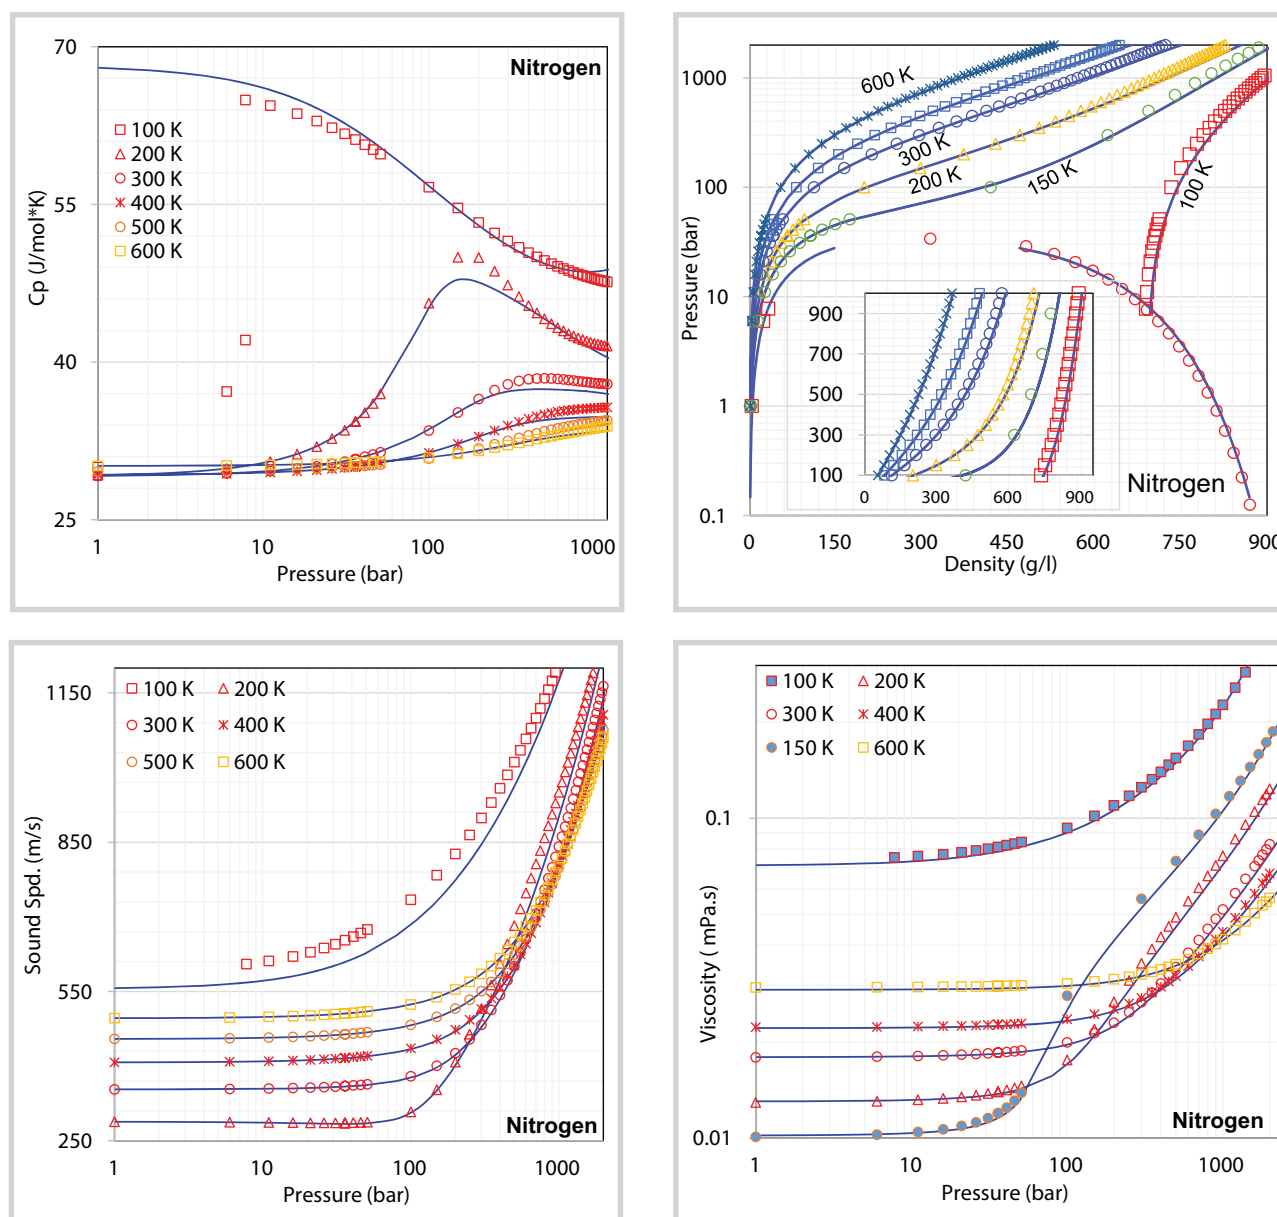 70
55
40
25
Cp (J/mol*K)
Nitrogen
100 K
200 K
300 K
400 K
500 K
600 K
1 10 100 1000
Pressure (bar)
1000
100
10
1
0.1
Pressure (bar)
600 K
300 K
200 K
150 K
100 K
900
700
500
300
100
0 300 600 900
Nitrogen
0 150 300 450 600 750 900
Density (g/l)
1150
850
550
250
Sound Spd. (m/s)
100 K 200 K
300 K 400 K
500 K 600 K
Nitrogen
1 10 100 1000
Pressure (bar)
0.1
0.01
Viscosity ( mPa.s)
100 K 200 K
300 K 400 K
150 K 600 K
Nitrogen
1 10 100 1000
Pressure (bar)